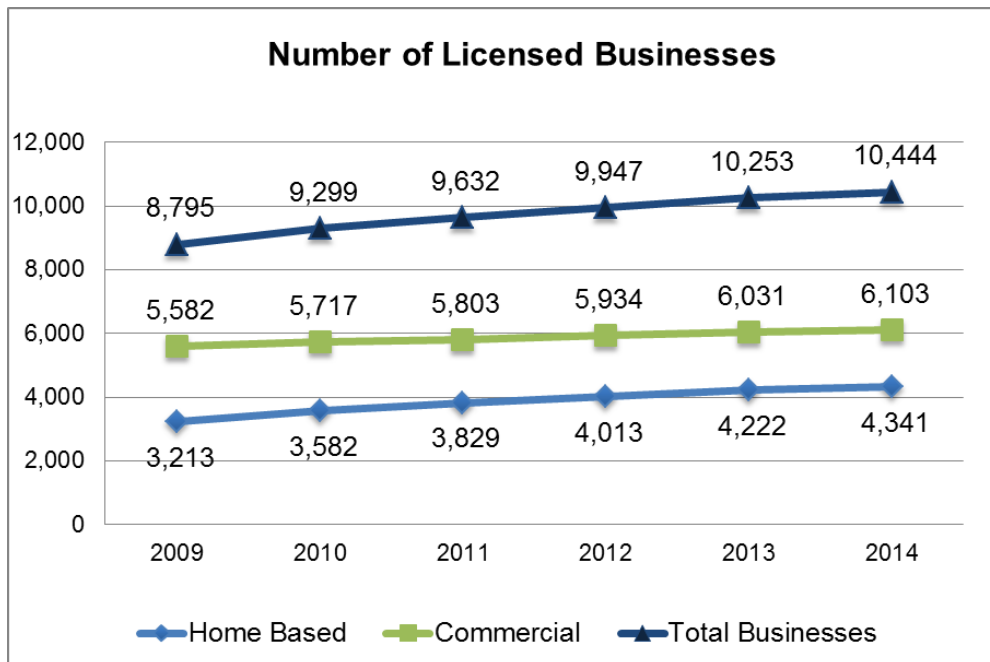 Number of Licensed Businesses
12,000
10,000
8,000
6,000
4,000
2,000
0
8,795 9,299 9,632 9,947 10,253 10,444
5,582 5,717 5,803 5,934 6,031 6,103
3,213 3,582 3,829 4,013 4,222 4,341
2009 2010 2011 2012 2013 2014
Home Based Commercial Total Businesses